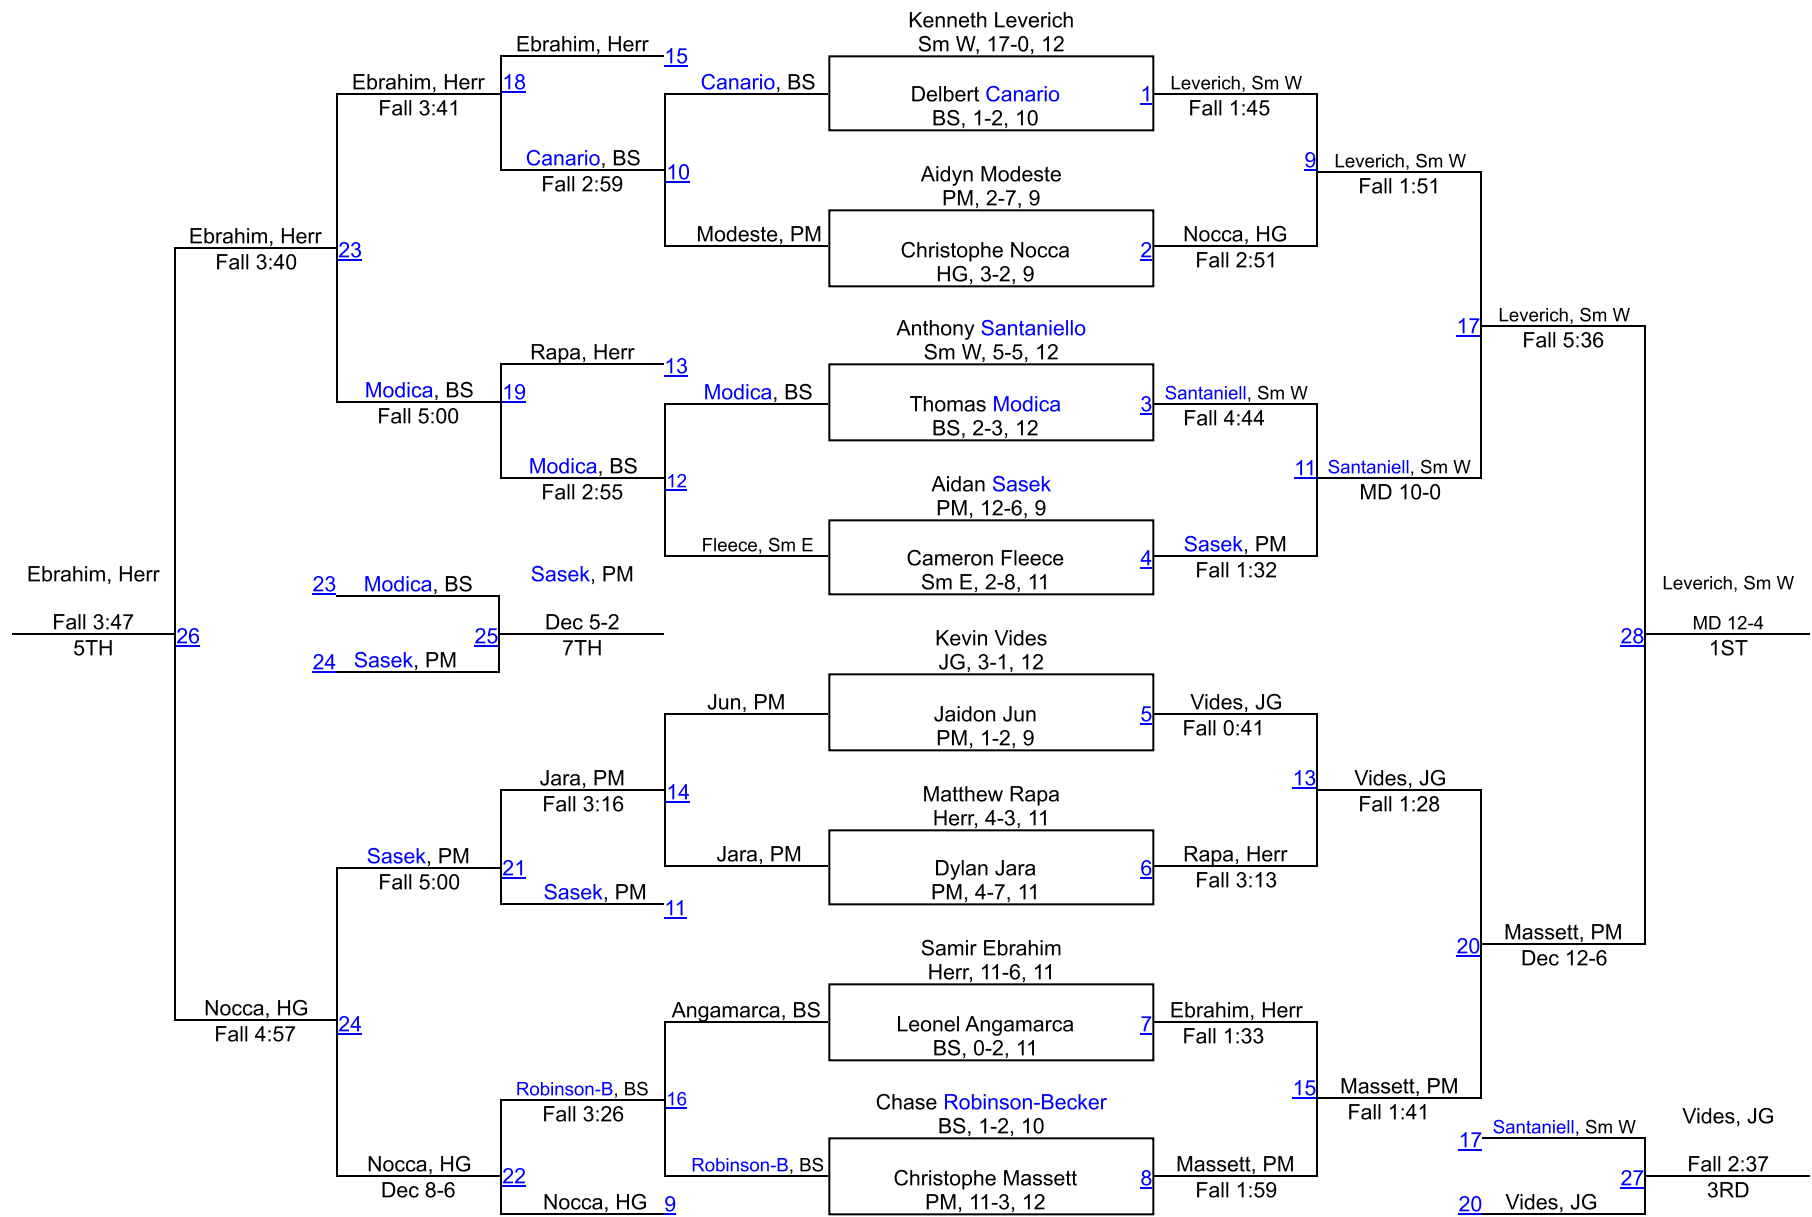 Kenneth Leverich
Sm W, 17-0, 12
Ebrahim, Herr
15
Ebrahim, Herr
18
Fall 3:41
Canario, BS
Delbert Canario
BS, 1-2, 10
1
Leverich, Sm W
Fall 1:45
Canario, BS
Fall 2:59
10
Aidyn Modeste
PM, 2-7, 9
9
Leverich, Sm W
Fall 1:51
Ebrahim, Herr
Fall 3:40
23
Modeste, PM
Christophe Nocca
HG, 3-2, 9
2
Nocca, HG
Fall 2:51
Anthony Santaniello
Sm W, 5-5, 12
17
Leverich, Sm W
Fall 5:36
Rapa, Herr
13
Modica, BS
Fall 5:00
19
Modica, BS
Thomas Modica
BS, 2-3, 12
3
Santaniell, Sm W
Fall 4:44
Modica, BS
Fall 2:55
12
Aidan Sasek
PM, 12-6, 9
11
Santaniell, Sm W
MD 10-0
Fleece, Sm E
Cameron Fleece
Sm E, 2-8, 11
4
Sasek, PM
Fall 1:32
Ebrahim, Herr
Fall 3:47
5TH
26
23
Modica, BS
24
Sasek, PM
25
Sasek, PM
Dec 5-2
7TH
Leverich, Sm W
28
MD 12-4
1ST
Kevin Vides
JG, 3-1, 12
Jun, PM
Jaidon Jun
PM, 1-2, 9
5
Vides, JG
Fall 0:41
Jara, PM
Fall 3:16
14
Matthew Rapa
Herr, 4-3, 11
13
Vides, JG
Fall 1:28
Sasek, PM
Fall 5:00
21
Jara, PM
Dylan Jara
PM, 4-7, 11
6
Rapa, Herr
Fall 3:13
Sasek, PM
11
Samir Ebrahim
Herr, 11-6, 11
20
Massett, PM
Dec 12-6
Nocca, HG
Fall 4:57
24
Angamarca, BS
Leonel Angamarca
BS, 0-2, 11
7
Ebrahim, Herr
Fall 1:33
Robinson-B, BS
Fall 3:26
16
Chase Robinson-Becker
BS, 1-2, 10
15
Massett, PM
Fall 1:41
Nocca, HG
Dec 8-6
22
Robinson-B, BS
Christophe Massett
PM, 11-3, 12
8
Massett, PM
Fall 1:59
Nocca, HG
9
17
Santaniell, Sm W
20
Vides, JG
27
Vides, JG
Fall 2:37
3RD